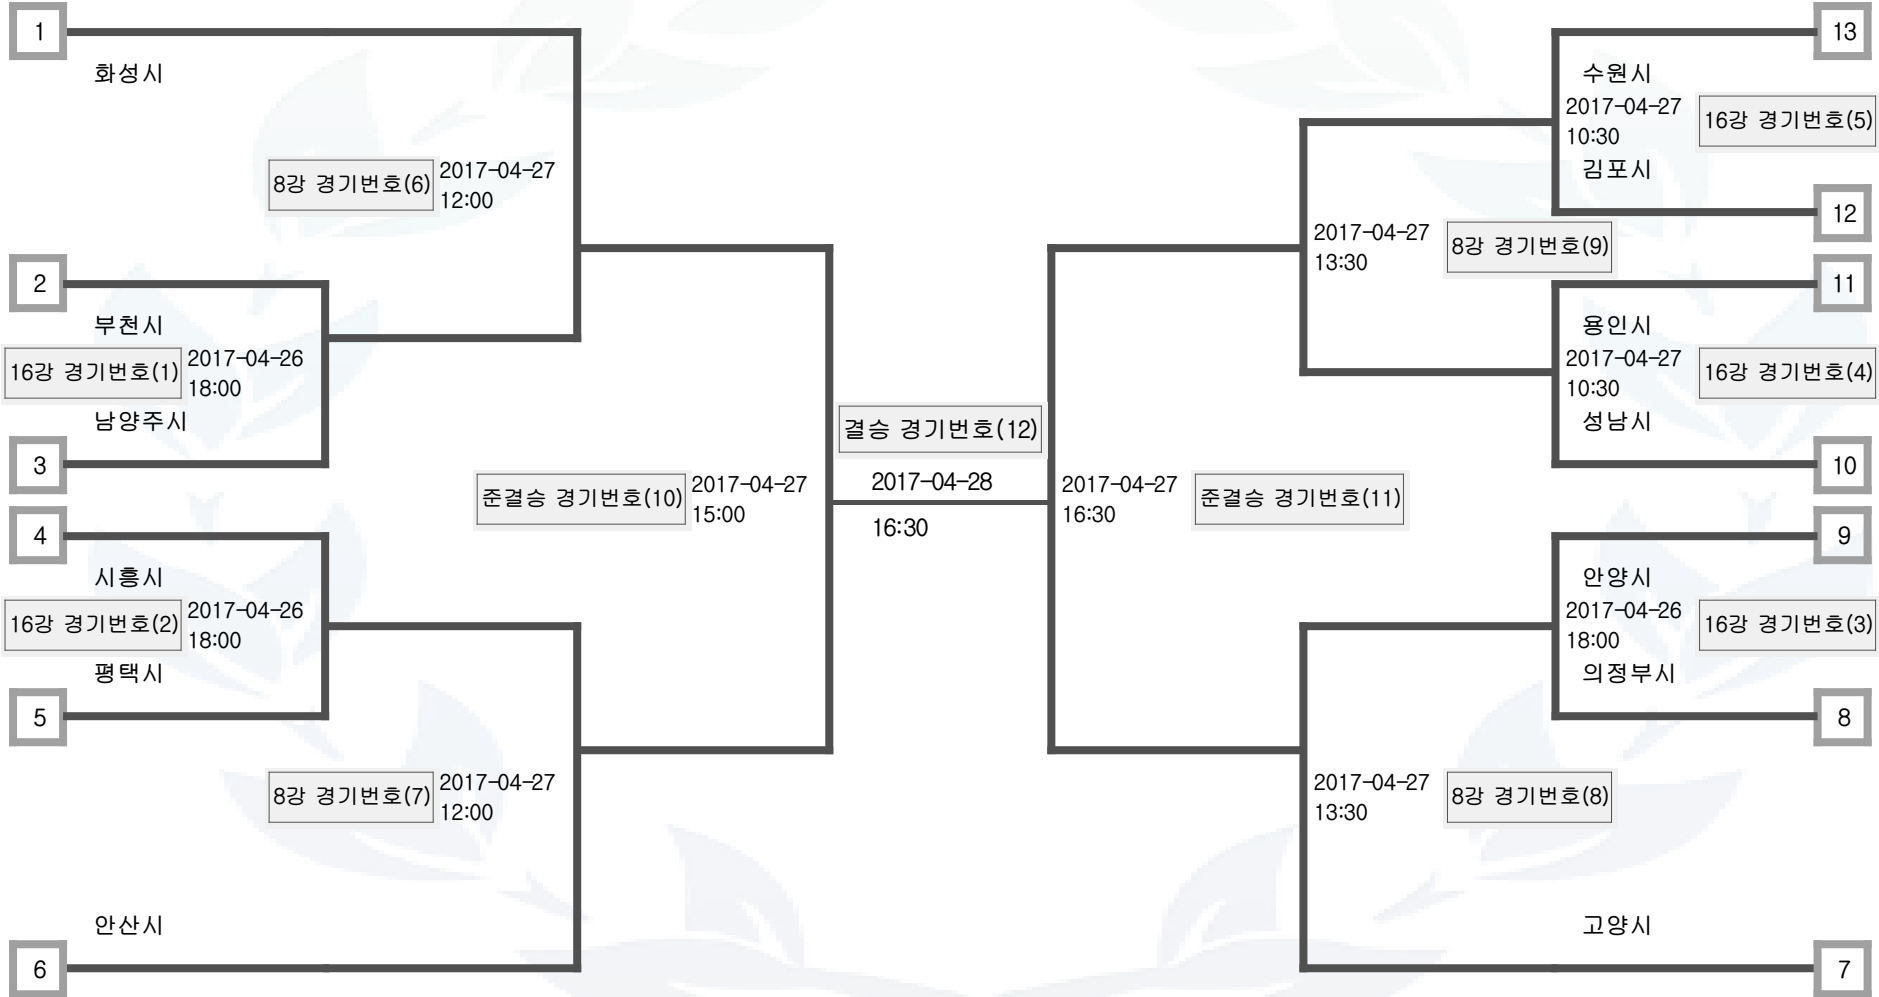 1
화성시
8강 경기번호(6)
2017-04-27
12:00
2
부천시
16강 경기번호(1)
2017-04-26
18:00
남양주시
3
4
시흥시
16강 경기번호(2)
2017-04-26
18:00
평택시
5
8강 경기번호(7)
2017-04-27
12:00
안산시
6
준결승 경기번호(10)
2017-04-27
15:00
결승 경기번호(12)
2017-04-28
16:30
2017-04-27
16:30
준결승 경기번호(11)
13
수원시
2017-04-27
10:30
16강 경기번호(5)
김포시
12
2017-04-27
13:30
8강 경기번호(9)
11
용인시
2017-04-27
10:30
16강 경기번호(4)
성남시
10
9
안양시
2017-04-26
18:00
16강 경기번호(3)
의정부시
8
2017-04-27
13:30
8강 경기번호(8)
고양시
7